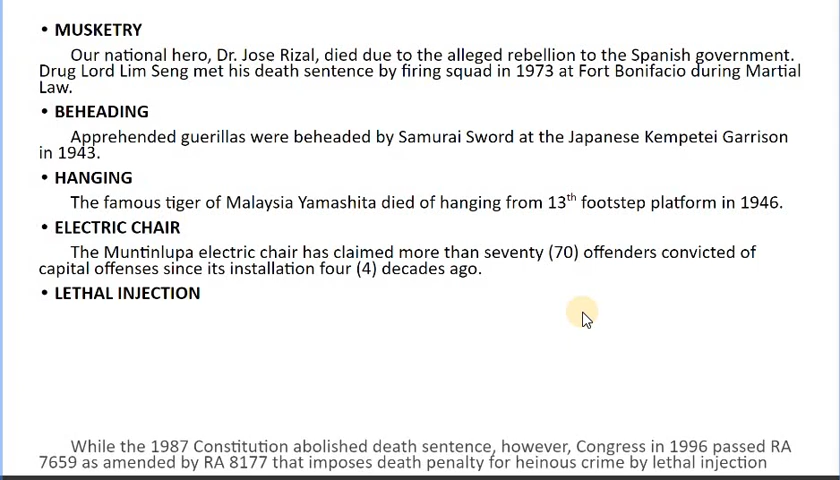 • MUSKETRY
Our national hero, Dr. Jose Rizal, died due to the alleged rebellion to the Spanish government.
Drug Lord Lim Seng met his death sentence by firing squad in 1973 at Fort Bonifacio during Martial
Law.
• BEHEADING
Apprehended guerillas were beheaded by Samurai Sword at the Japanese Kempetei Garrison
in 1943.
• HANGING
The famous tiger of Malaysia Yamashita died of hanging from 13th footstep platform in 1946.
• ELECTRIC CHAIR
The Muntinlupa electric chair has claimed more than seventy (70) offenders convicted of
capital offenses since its installation four (4) decades ago.
• LETHAL INJECTION
While the 1987 Constitution abolished death sentence, however, Congress in 1996 passed RA
7659 as amended by RA 8177 that imposes death penalty for heinous crime by lethal injection